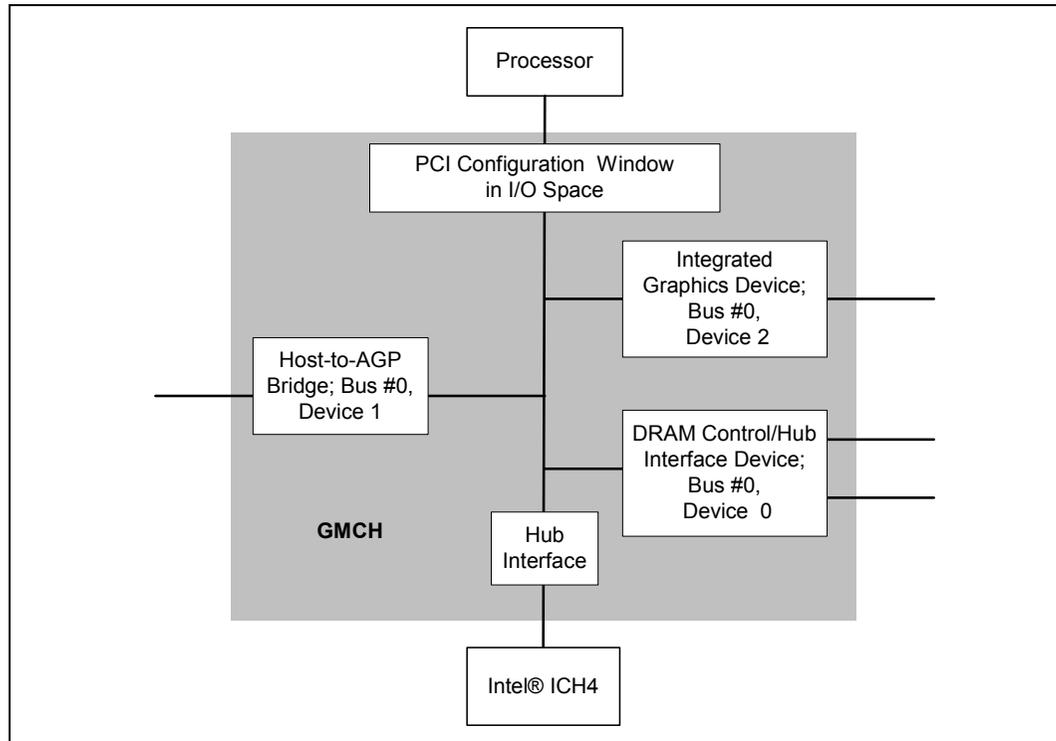 Processor
PCI Configuration Window
in I/O Space
Integrated
Graphics Device;
Bus #0,
Device 2
Host-to-AGP
Bridge; Bus #0,
Device 1
DRAM Control/Hub
Interface Device;
Bus #0,
Device 0
GMCH
Hub
Interface
Intel® ICH4